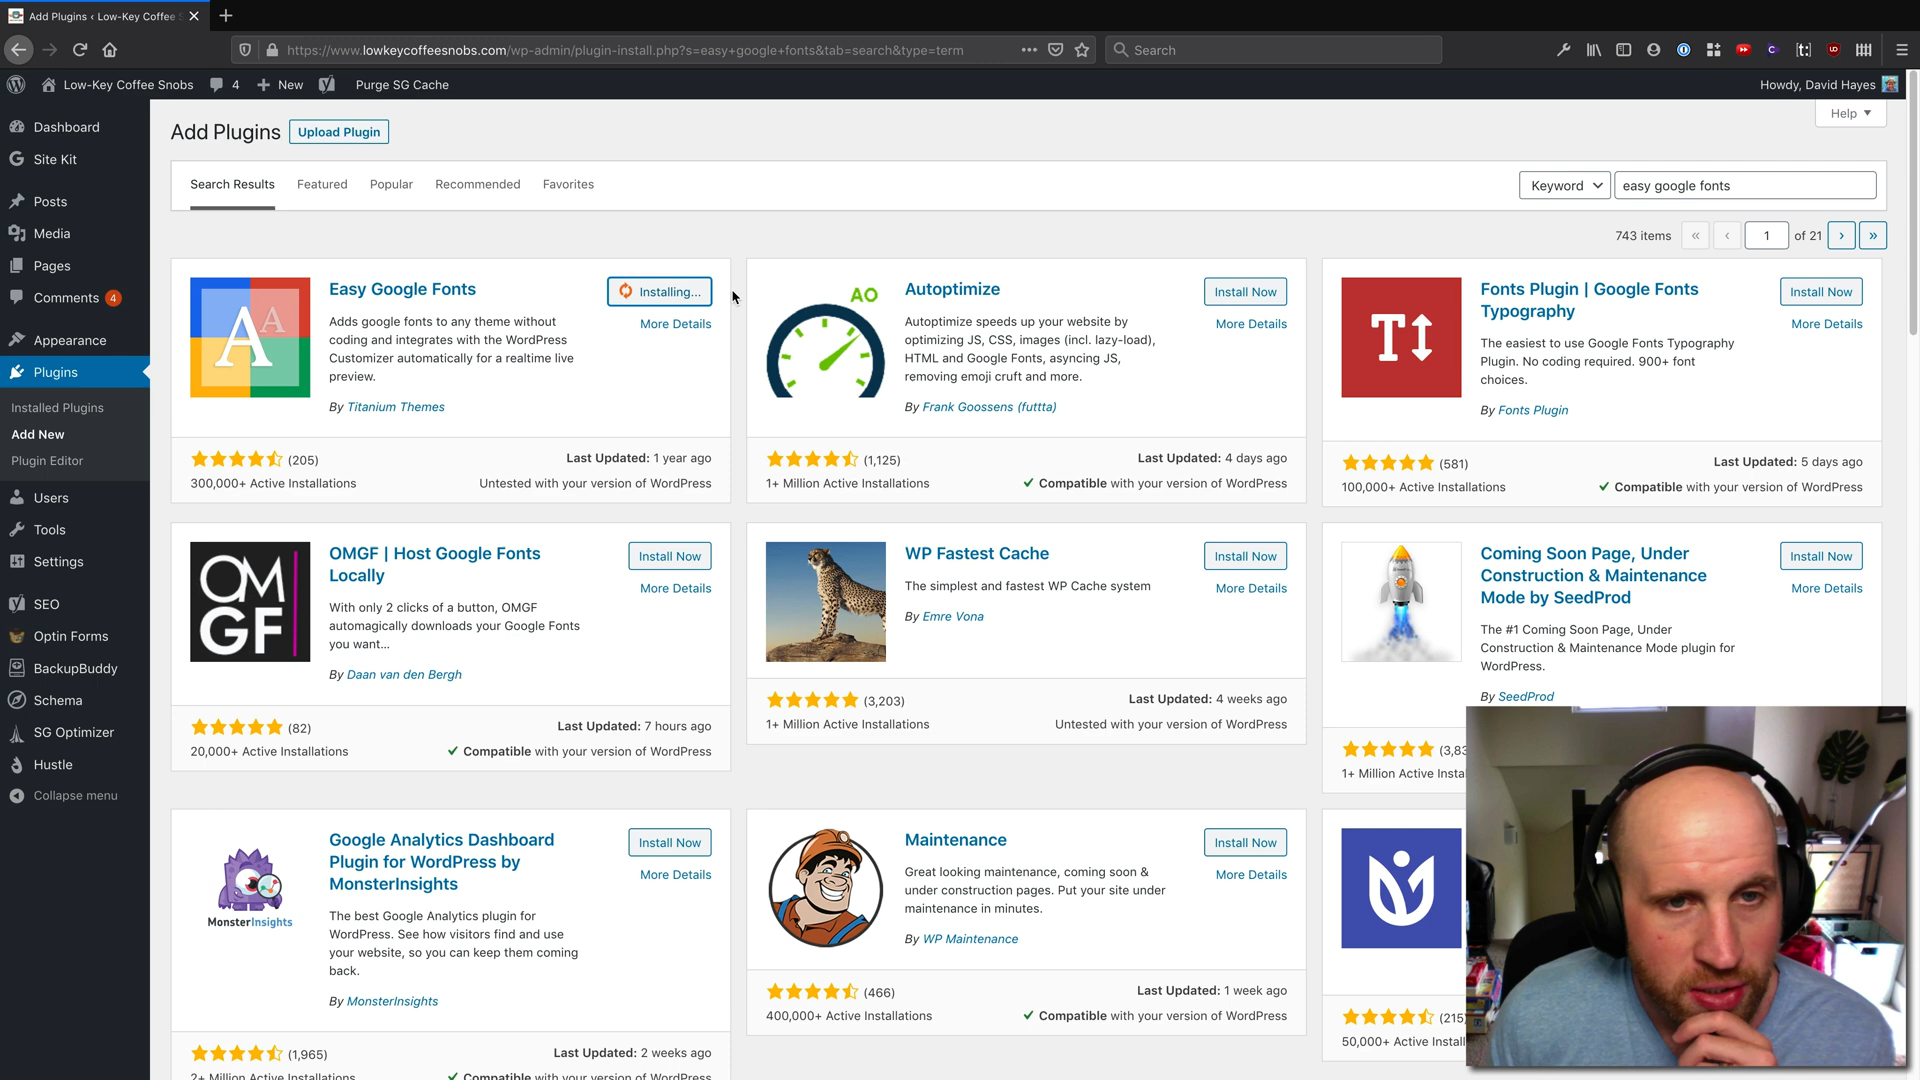 Add Plugins ‹ Low-Key Coffee S
https://www.lowkeycoffeesnobs.com/wp-admin/plugin-install.php?s=easy+google+fonts&tab=search&type=term
Search
Low-Key Coffee Snobs
4
New
Purge SG Cache
Howdy, David Hayes
Dashboard
Site Kit
Posts
Media
Pages
Comments 4
Appearance
Plugins
Installed Plugins
Add New
Plugin Editor
Users
Tools
Settings
SEO
Optin Forms
BackupBuddy
Schema
SG Optimizer
Hustle
Collapse menu
Add Plugins
Upload Plugin
Help
Search Results
Featured
Popular
Recommended
Favorites
Keyword
easy google fonts
743 items
«
‹
1
of 21
›
»
Easy Google Fonts
Installing...
More Details
Adds google fonts to any theme without
coding and integrates with the WordPress
Customizer automatically for a realtime live
preview.
By Titanium Themes
(205)
Last Updated: 1 year ago
300,000+ Active Installations
Untested with your version of WordPress
AO
Autoptimize
Install Now
More Details
Autoptimize speeds up your website by
optimizing JS, CSS, images (incl. lazy-load),
HTML and Google Fonts, asyncing JS,
removing emoji cruft and more.
By Frank Goossens (futtta)
(1,125)
Last Updated: 4 days ago
1+ Million Active Installations
Compatible with your version of WordPress
Fonts Plugin | Google Fonts
Typography
Install Now
More Details
The easiest to use Google Fonts Typography
Plugin. No coding required. 900+ font
choices.
By Fonts Plugin
(581)
Last Updated: 5 days ago
100,000+ Active Installations
Compatible with your version of WordPress
OM
GF
OMGF | Host Google Fonts
Locally
Install Now
More Details
With only 2 clicks of a button, OMGF
automagically downloads your Google Fonts
you want...
By Daan van den Bergh
(82)
Last Updated: 7 hours ago
20,000+ Active Installations
Compatible with your version of WordPress
WP Fastest Cache
Install Now
More Details
The simplest and fastest WP Cache system
By Emre Vona
(3,203)
Last Updated: 4 weeks ago
1+ Million Active Installations
Untested with your version of WordPress
Coming Soon Page, Under
Construction & Maintenance
Mode by SeedProd
Install Now
More Details
The #1 Coming Soon Page, Under
Construction & Maintenance Mode plugin for
WordPress.
By SeedProd
(3,83
1+ Million Active Insta
MonsterInsights
Google Analytics Dashboard
Plugin for WordPress by
MonsterInsights
Install Now
More Details
The best Google Analytics plugin for
WordPress. See how visitors find and use
your website, so you can keep them coming
back.
By MonsterInsights
(1,965)
Last Updated: 2 weeks ago
2+ Million Active Installations
Compatible with your version of WordPress
Maintenance
Install Now
More Details
Great looking maintenance, coming soon &
under construction pages. Put your site under
maintenance in minutes.
By WP Maintenance
(466)
Last Updated: 1 week ago
400,000+ Active Installations
Compatible with your version of WordPress
(215)
50,000+ Active Install